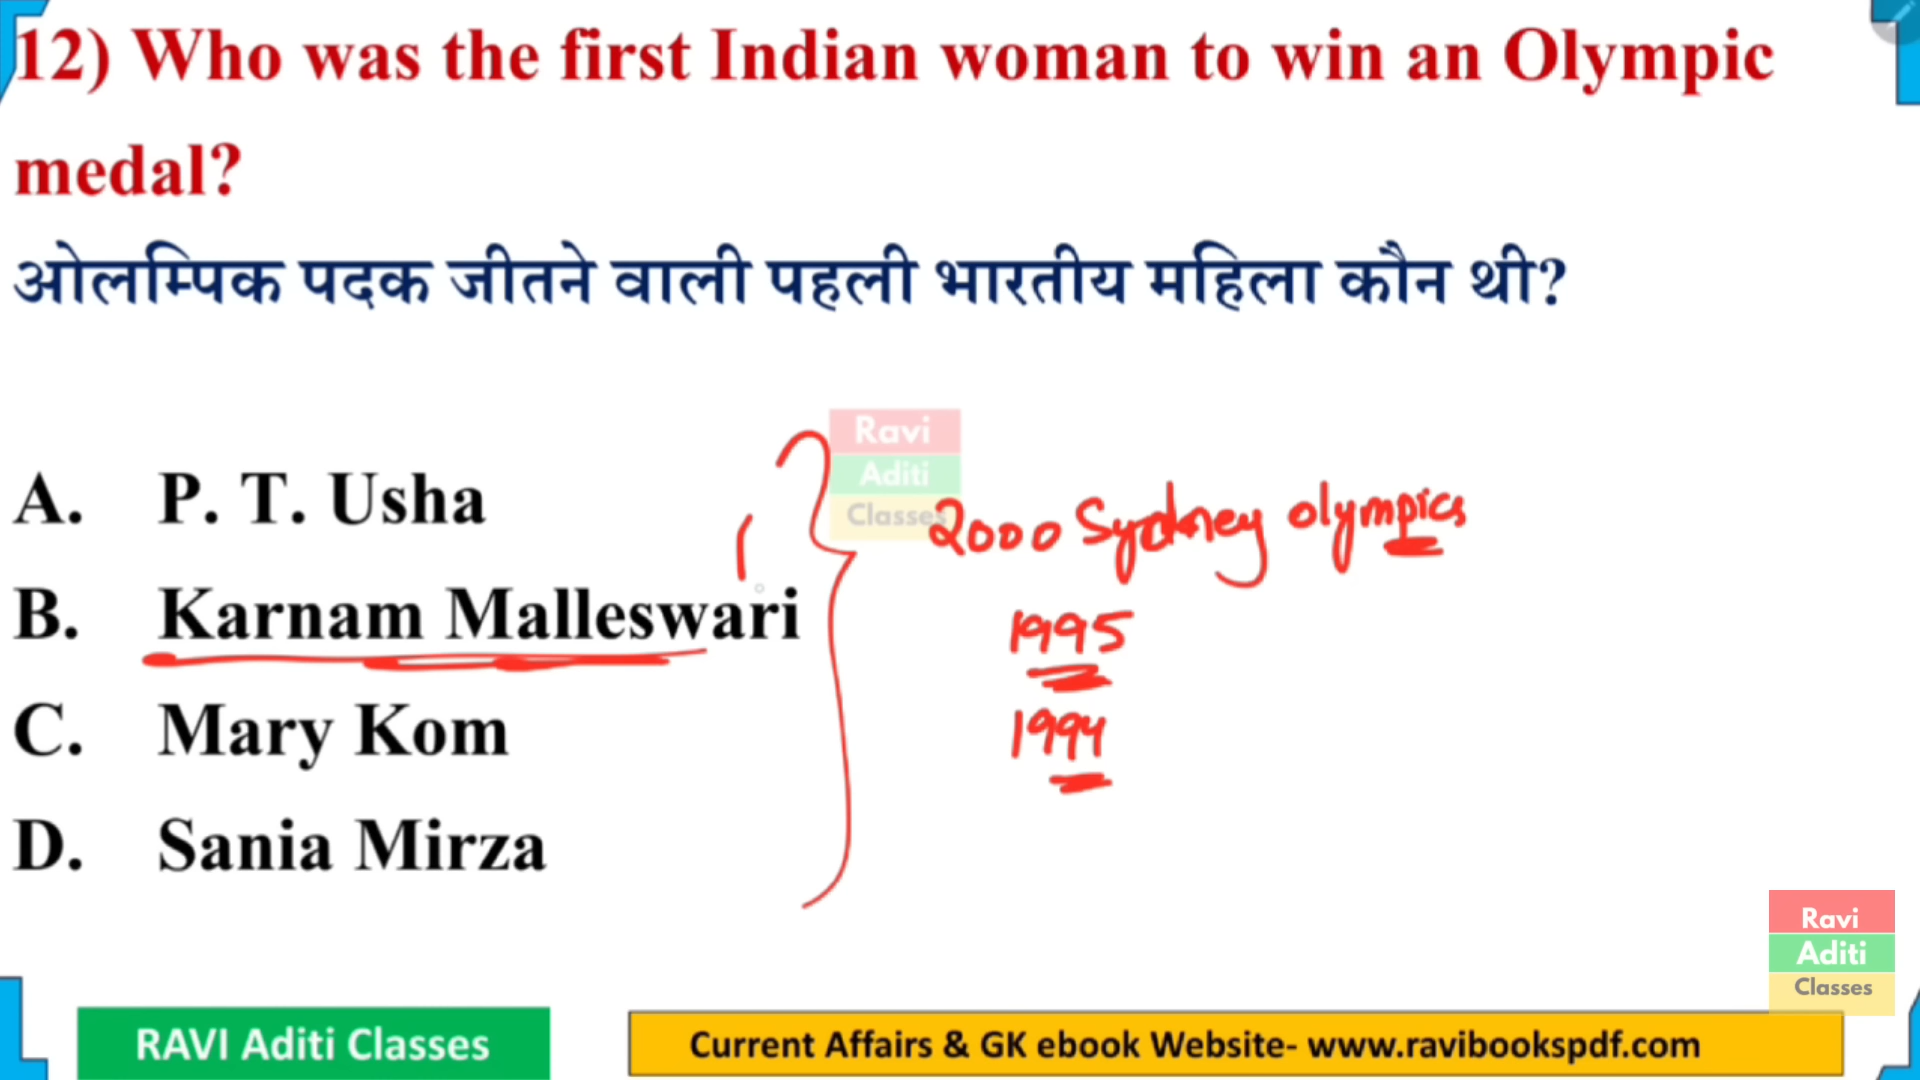 12) Who was the first Indian woman to win an Olympic
medal?
ओलम्पिक पदक जीतने वाली पहली भारतीय महिला कौन थी?
A. P. T. Usha
B. Karnam Malleswari
C. Mary Kom
D. Sania Mirza
Ravi
Aditi
Classes
2000 Sydney olympics
1995
1994
Ravi
Aditi
Classes
RAVI Aditi Classes
Current Affairs & GK ebook Website- www.ravibookspdf.com